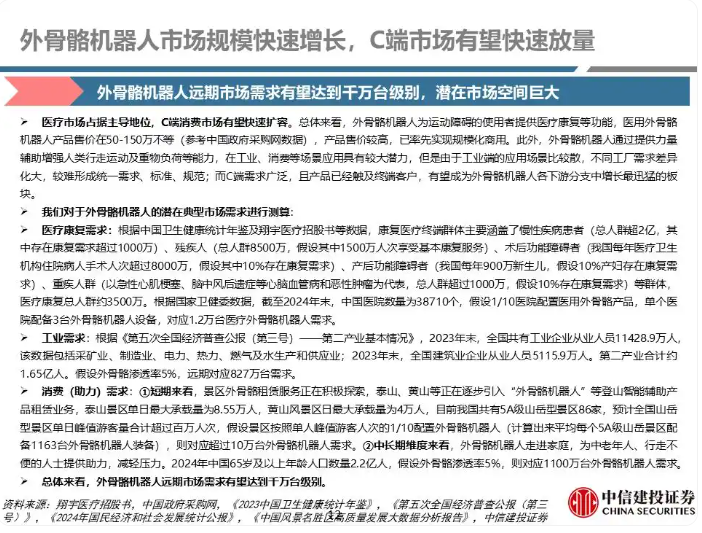 外骨骼机器人市场规模快速增长，C端市场有望快速放量
外骨骼机器人远期市场需求有望达到千万台级别，潜在市场空间巨大
➢ 医疗市场占据主导地位，C端消费市场有望快速扩容。总体来看，外骨骼机器人为运动障碍的使用者提供医疗康复等功能，医用外骨骼
机器人产品售价在50-150万不等（参考中国政府采购网数据），产品售价较高，已率先实现规模化商用。此外，外骨骼机器人通过提供力量
辅助增强人类行走运动及重物负荷等能力，在工业、消费等场景应用具有较大潜力，但是由于工业端的应用场景比较散，不同工厂需求差异
化大，较难形成统一需求、标准、规范；而C端需求广泛，且产品已经触及终端客户，有望成为外骨骼机器人各下游分支中增长最迅猛的板
块。
➢ 我们对于外骨骼机器人的潜在典型市场需求进行测算：
➢ 医疗康复需求：根据中国卫生健康统计年鉴及翔宇医疗招股书等数据，康复医疗终端群体主要涵盖了慢性疾病患者（总人群超2亿，其
中存在康复需求超过1000万）、残疾人（总人群8500万，假设其中1500万人次享受基本康复服务）、术后功能障碍者（我国每年医疗卫生
机构住院病人手术人次超过8000万，假设其中10%存在康复需求）、产后功能障碍者（我国每年900万新生儿，假设10%产妇存在康复需
求）、重疾人群（以急性心肌梗塞、脑中风后遗症等心脑血管病和恶性肿瘤为代表，总人群超过1000万，假设10%存在康复需求）等群体，
医疗康复总人群约3500万。根据国家卫健委数据，截至2024年末，中国医院数量为38710个，假设1/10医院配置医用外骨骼产品，单个医
院配备3台外骨骼机器人设备，对应1.2万台医疗外骨骼机器人需求。
➢ 工业需求：根据《第五次全国经济普查公报（第三号）——第二产业基本情况》，2023年末，全国共有工业企业从业人员11428.9万人，
该数据包括采矿业、制造业、电力、热力、燃气及水生产和供应业；2023年末，全国建筑业企业从业人员5115.9万人。第二产业合计约
1.65亿人。假设外骨骼渗透率5%，远期对应827万台需求。
➢ 消费（助力）需求：①短期来看，景区外骨骼租赁服务正在积极探索，泰山、黄山等正在逐步引入“外骨骼机器人”等登山智能辅助产
品租赁业务，泰山景区单日最大承载量为8.55万人，黄山风景区日最大承载量为4万人，目前我国共有5A级山岳型景区86家，预计全国山岳
型景区单日峰值游客量合计超过百万人次，假设景区按照单人峰值游客人次的1/10配置外骨骼机器人（计算出来平均每个5A级山岳景区配
备1163台外骨骼机器人装备），则对应超过10万台外骨骼机器人需求。②中长期维度来看，外骨骼机器人走进家庭，为中老年人、行走不
便的人士提供助力，减轻压力。2024年中国65岁及以上年龄人口数量2.2亿人，假设外骨骼渗透率5%，则对应1100万台外骨骼机器人需求。
➢ 总体来看，外骨骼机器人远期市场需求有望达到千万台级别。
资料来源：翔宇医疗招股书，中国政府采购网，《2023中国卫生健康统计年鉴》，《第五次全国经济普查公报（第三
号）》，《2024年国民经济和社会发展统计公报》，《中国风景名胜区高质量发展大数据分析报告》，中信建投证券
12
中信建投证券
CHINA SECURITIES